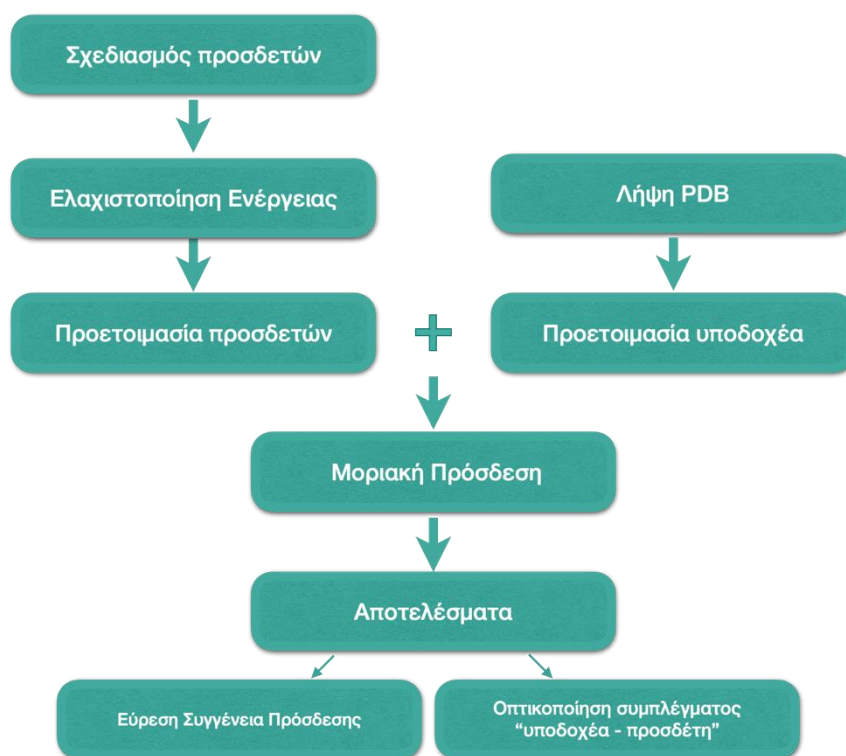 Σχεδιασμός προσδετών
Ελαχιστοποίηση Ενέργειας
Λήψη PDB
Προετοιμασία προσδετών
+
Προετοιμασία υποδοχέα
Μοριακή Πρόσδεση
Αποτελέσματα
Εύρεση Συγγένεια Πρόσδεσης
Οπτικοποίηση συμπλέγματος
“υποδοχέα - προσδέτη”